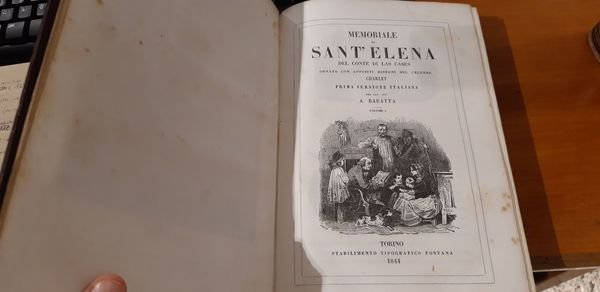 MEMORIALE
DI
SANT' ELENA
DEL CONTE DI LAS CASES
ORNATO CON APPOSITI DISEGNI DEL CELEBRE
CHARLET
PRIMA VERSIONE ITALIANA
A. BARATTA
VOLUME I
TORINO
STABILIMENTO TIPOGRAFICO FONTANA
1844